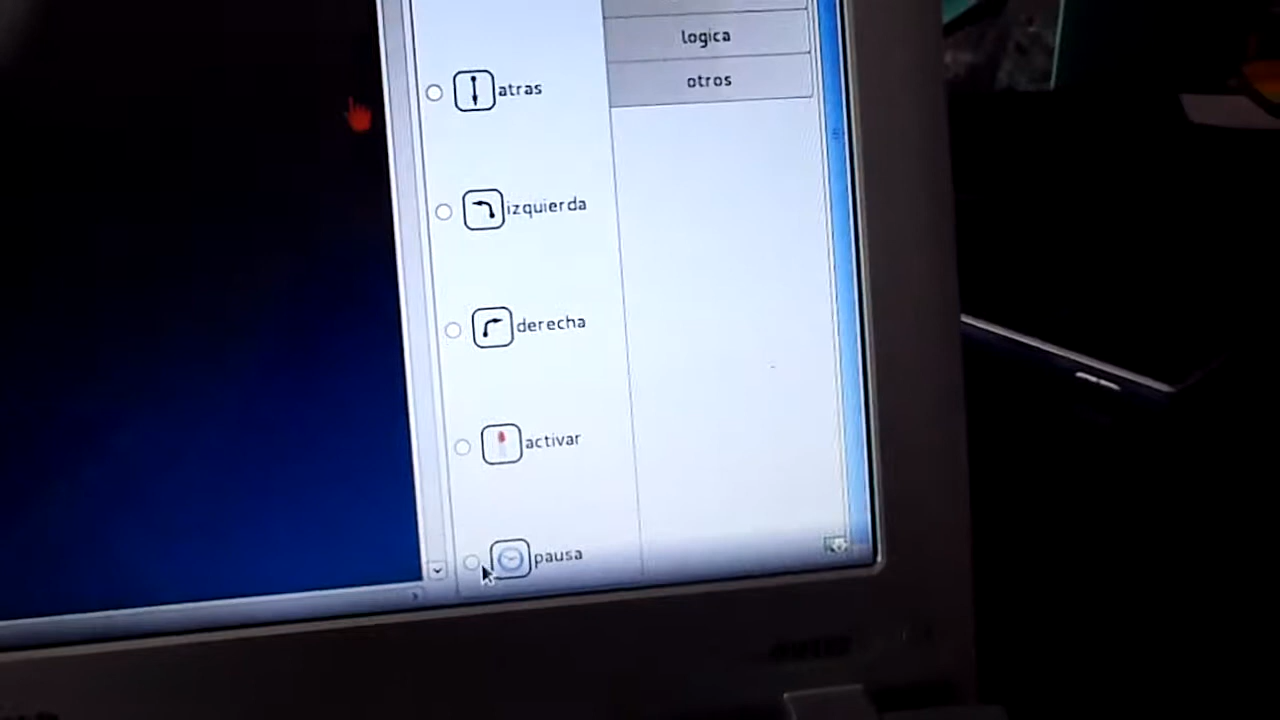 logica
otros
atras
izquierda
derecha
activar
pausa